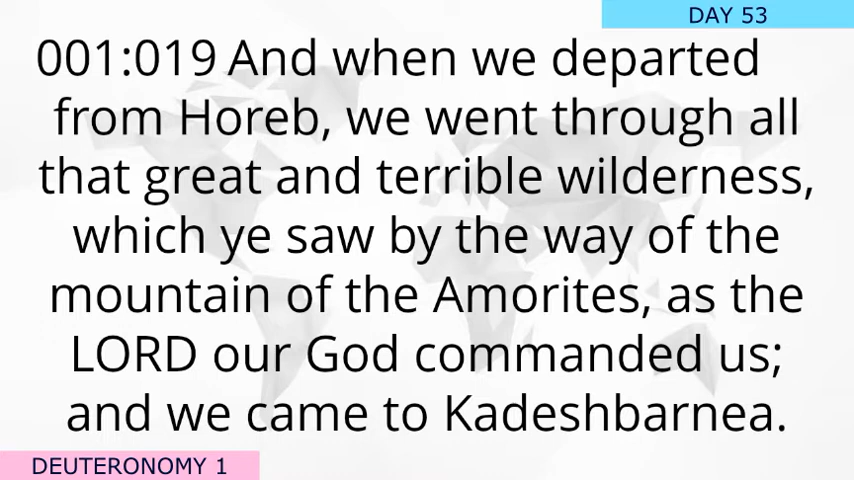 DAY 53
001:019 And when we departed
from Horeb, we went through all
that great and terrible wilderness,
which ye saw by the way of the
mountain of the Amorites, as the
LORD our God commanded us;
and we came to Kadeshbarnea.
DEUTERONOMY 1